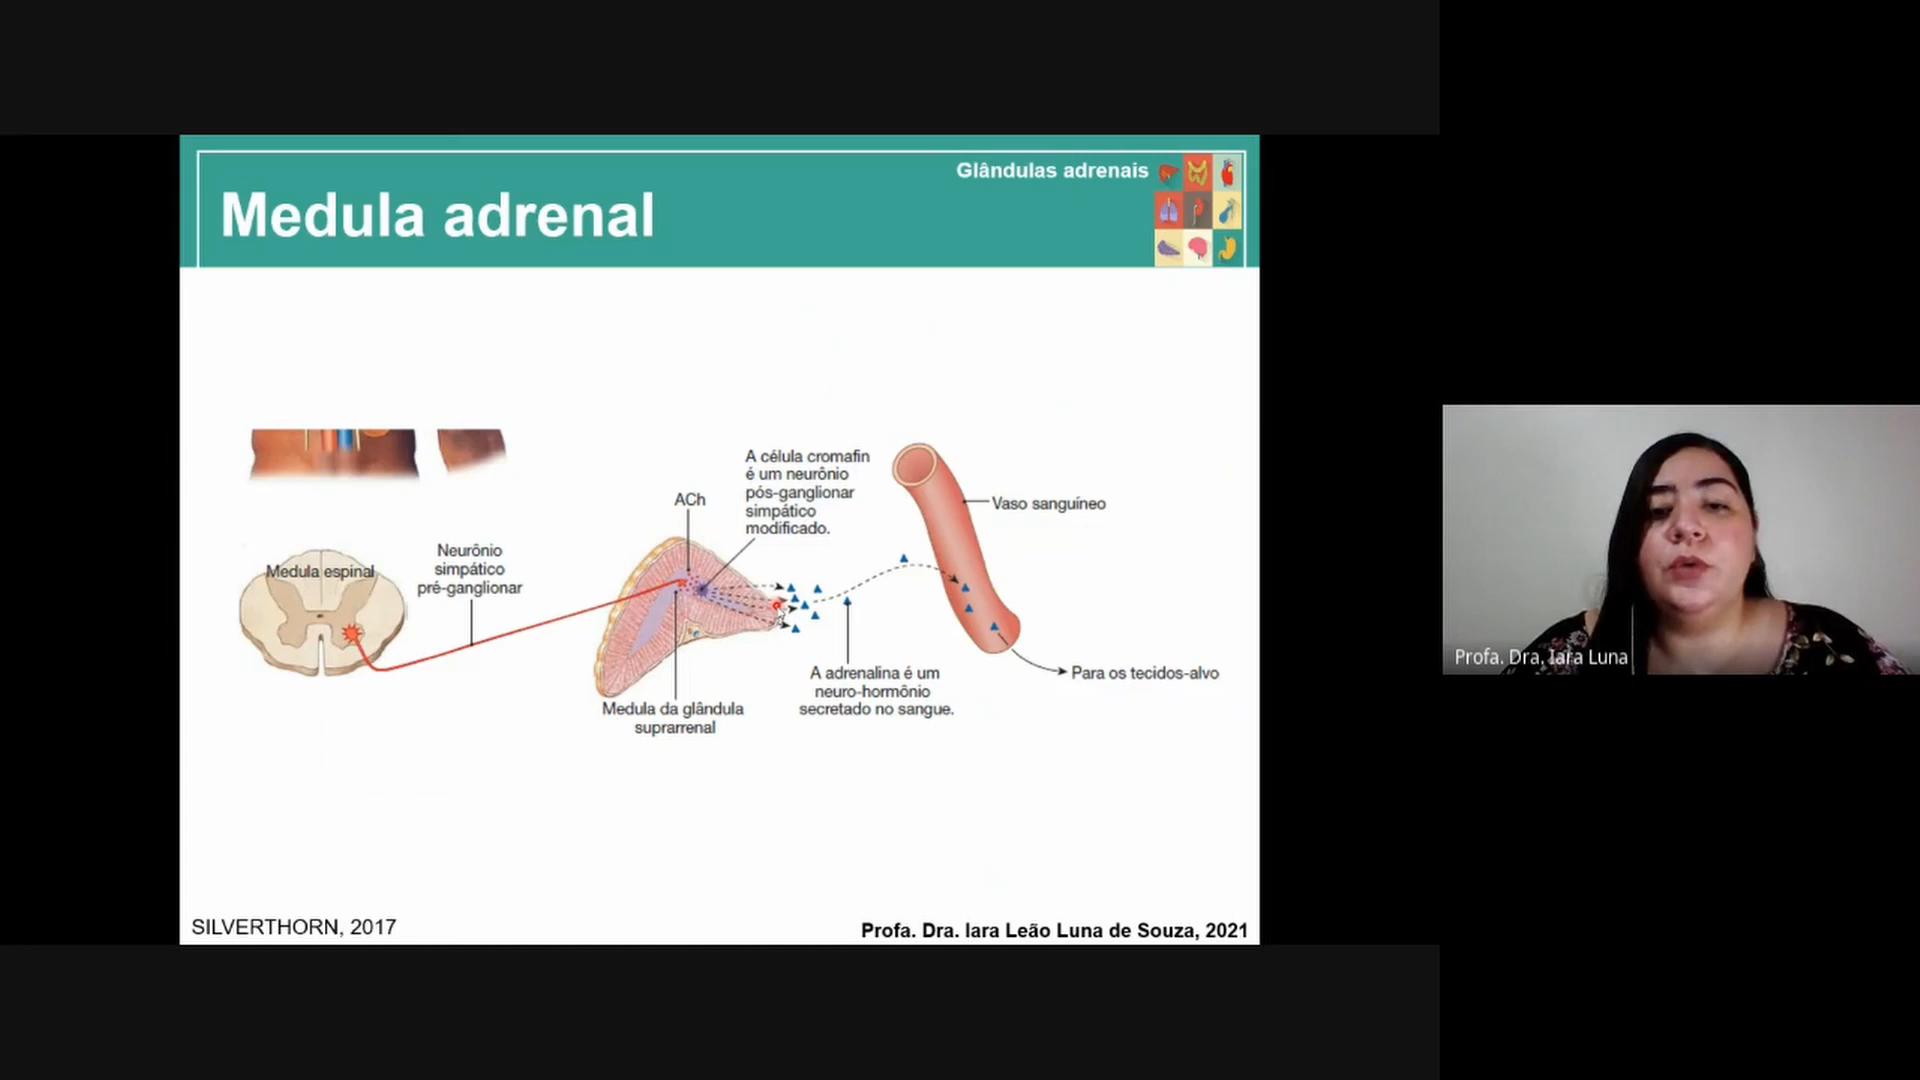 Glândulas adrenais
Medula adrenal
A célula cromafin
é um neurônio
pós-ganglionar
simpático
modificado.
ACh
Vaso sanguíneo
Neurônio
simpático
pré-ganglionar
Medula espinal
A adrenalina é um
neuro-hormônio
secretado no sangue.
Para os tecidos-alvo
Medula da glândula
suprarrenal
SILVERTHORN, 2017
Profa. Dra. Iara Leão Luna de Souza, 2021
Profa. Dra. Iara Luna